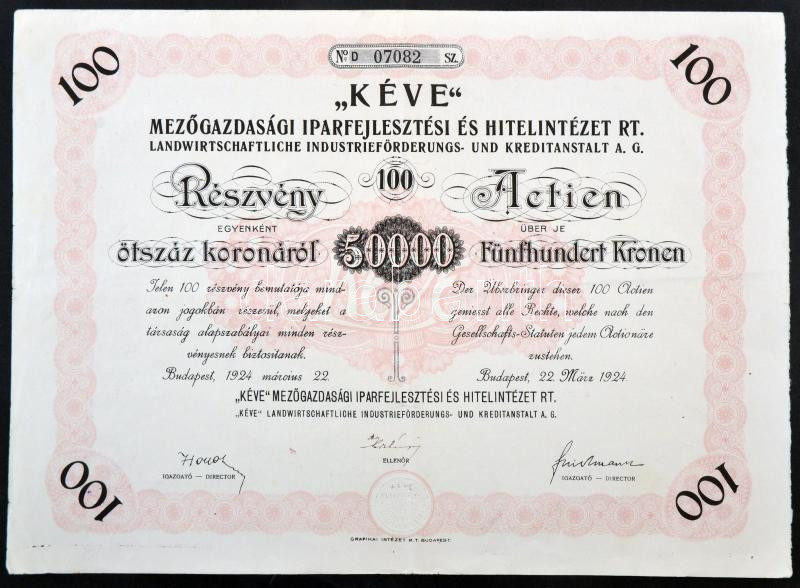 100
No D 07082 SZ.
100
„KÉVE“
MEZŐGAZDASÁGI IPARFEJLESZTÉSI ÉS HITELINTÉZET RT.
LANDWIRTSCHAFTLICHE INDUSTRIEFÖRDERUNGS- UND KREDITANSTALT A. G.
Részvény 100 Actien
EGYENKÉNT
ÜBER JE
ötszáz koronáról 50000 Fünfhundert Kronen
Jelen 100 részvény bemutatója mind-
azon jogokban részesül, melyeket a
társaság alapszabályai minden rész-
vényesnek biztositanak.
Budapest, 1924 március 22.
Der Überbringer dieser 100 Actien
geniesst alle Rechte, welche nach den
Gesellschafts-Statuten jedem Actionäre
zustehen.
Budapest, 22. März 1924.
„KÉVE“ MEZŐGAZDASÁGI IPARFEJLESZTÉSI ÉS HITELINTÉZET RT.
„KÉVE“ LANDWIRTSCHAFTLICHE INDUSTRIEFÖRDERUNGS- UND KREDITANSTALT A. G.
IGAZGATÓ — DIRECTOR
ELLENŐR
IGAZGATÓ — DIRECTOR
100
100
GRAFIKAI INTÉZET R.T. BUDAPEST.